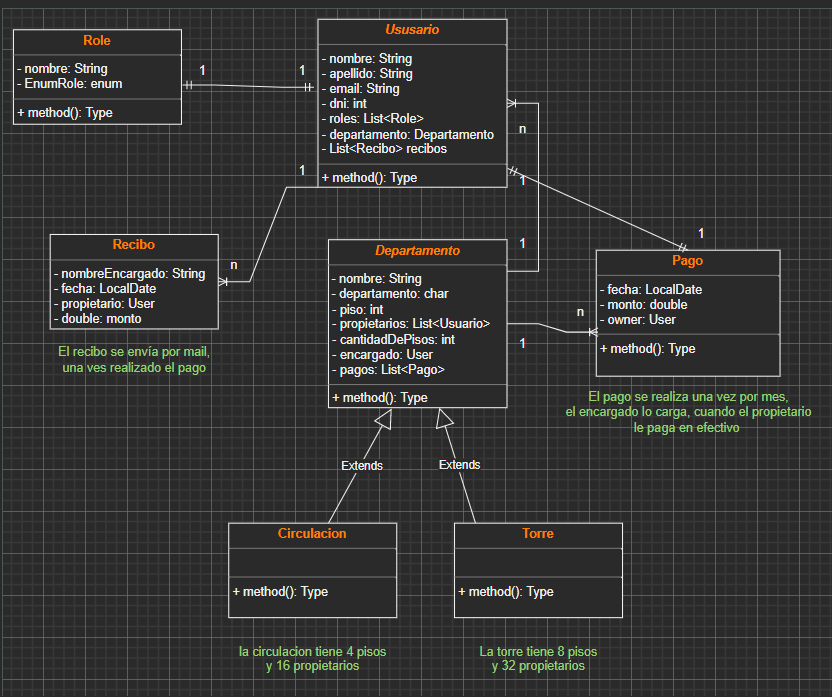 Role
- nombre: String
- EnumRole: enum
+ method(): Type
1
1
Ususario
- nombre: String
- apellido: String
- email: String
- dni: int
- roles: List<Role>
- departamento: Departamento
- List<Recibo> recibos
+ method(): Type
n
1
1
1
n
1
Recibo
- nombreEncargado: String
- fecha: LocalDate
- propietario: User
- double: monto
El recibo se envía por mail,
una ves realizado el pago
Departamento
- nombre: String
- departamento: char
- piso: int
- propietarios: List<Usuario>
- cantidadDePisos: int
- encargado: User
- pagos: List<Pago>
+ method(): Type
1
n
Pago
- fecha: LocalDate
- monto: double
- owner: User
+ method(): Type
El pago se realiza una vez por mes,
el encargado lo carga, cuando el propietario
le paga en efectivo
Extends
Extends
Circulacion
+ method(): Type
la circulacion tiene 4 pisos
y 16 propietarios
Torre
+ method(): Type
La torre tiene 8 pisos
y 32 propietarios